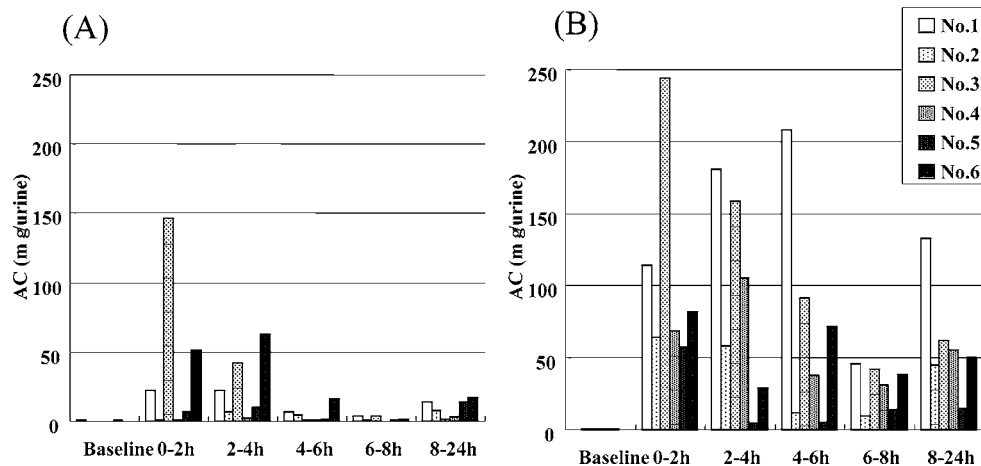 (A)
250
200
150
100
50
0
AC (m g/urine)
Baseline 0-2h 2-4h 4-6h 6-8h 8-24h
(B)
250
200
150
100
50
0
AC (m g/urine)
Baseline 0-2h 2-4h 4-6h 6-8h 8-24h
No.1
No.2
No.3
No.4
No.5
No.6